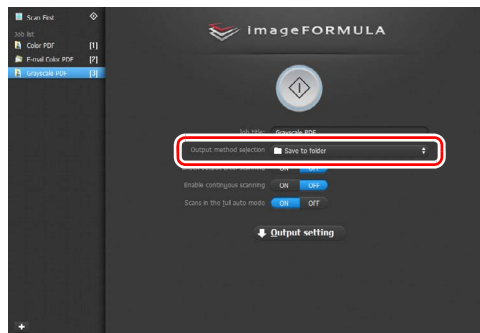 Scan First
Job list
Color PDF [1]
E-mail Color PDF [2]
Grayscale PDF [3]
imageFORMULA
Job title: Grayscale PDF
Output method selection Save to folder
ON OFF
Enable continuous scanning ON OFF
Scans in the full auto mode ON OFF
Output setting
+